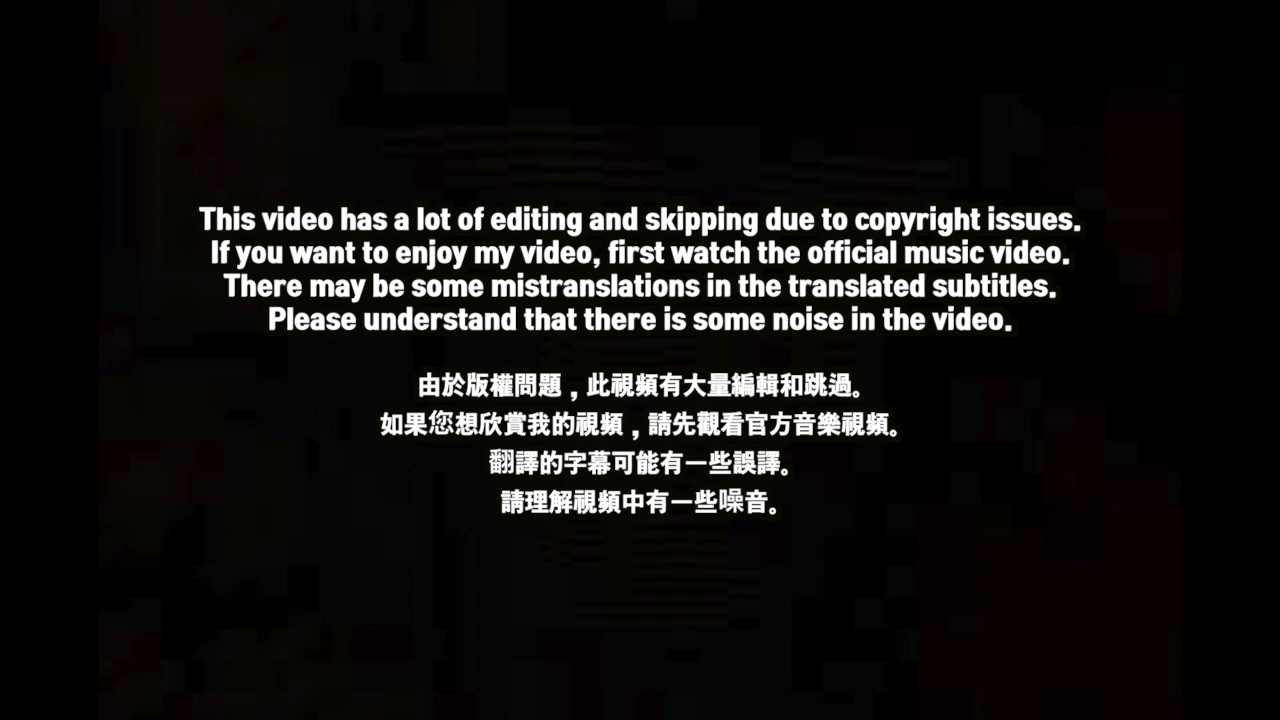 This video has a lot of editing and skipping due to copyright issues.
If you want to enjoy my video, first watch the official music video.
There may be some mistranslations in the translated subtitles.
Please understand that there is some noise in the video.
由於版權問題，此視頻有大量編輯和跳過。
如果您想欣賞我的視頻，請先觀看官方音樂視頻。
翻譯的字幕可能有一些誤譯。
請理解視頻中有一些噪音。